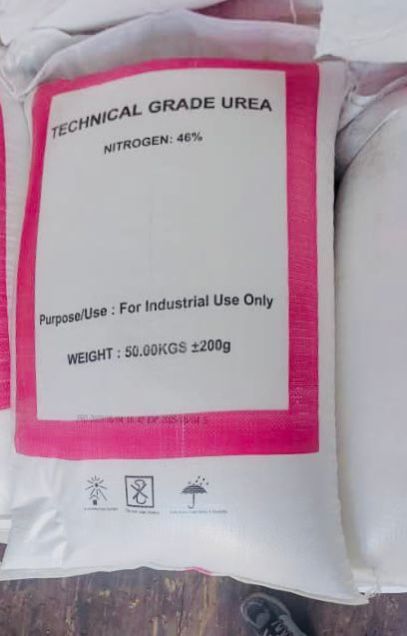 TECHNICAL GRADE UREA
NITROGEN: 46%
Purpose/Use : For Industrial Use Only
WEIGHT : 50.00KGS ±200g